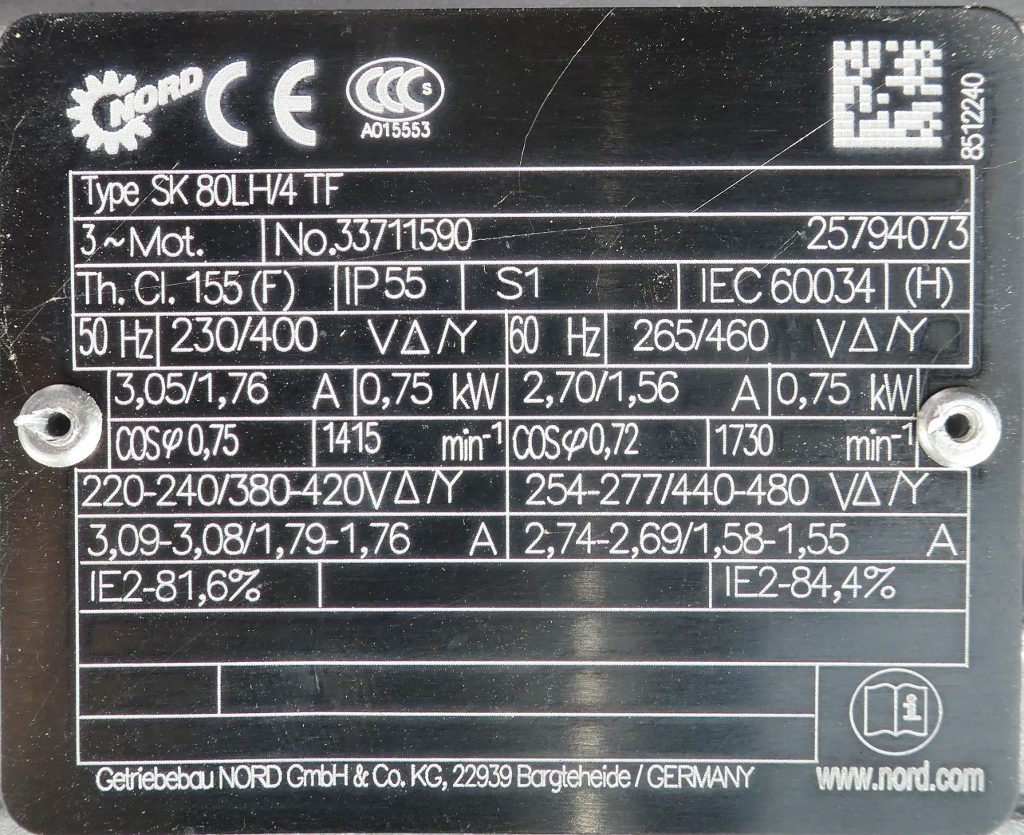 NORD CE CCC S
A015553
8512240
Type SK 80LH/4 TF
3~Mot. No.33711590 25794073
Th. Cl. 155 (F) IP55 S1 IEC 60034 (H)
50 Hz 230/400 VΔ/Y 60 Hz 265/460 VΔ/Y
3,05/1,76 A 0,75 kW 2,70/1,56 A 0,75 kW
COSφ 0,75 1415 min⁻¹ COSφ 0,72 1730 min⁻¹
220-240/380-420VΔ/Y 254-277/440-480 VΔ/Y
3,09-3,08/1,79-1,76 A 2,74-2,69/1,58-1,55 A
IE2-81,6% IE2-84,4%
Getriebebau NORD GmbH & Co. KG, 22939 Bargteheide / GERMANY www.nord.com